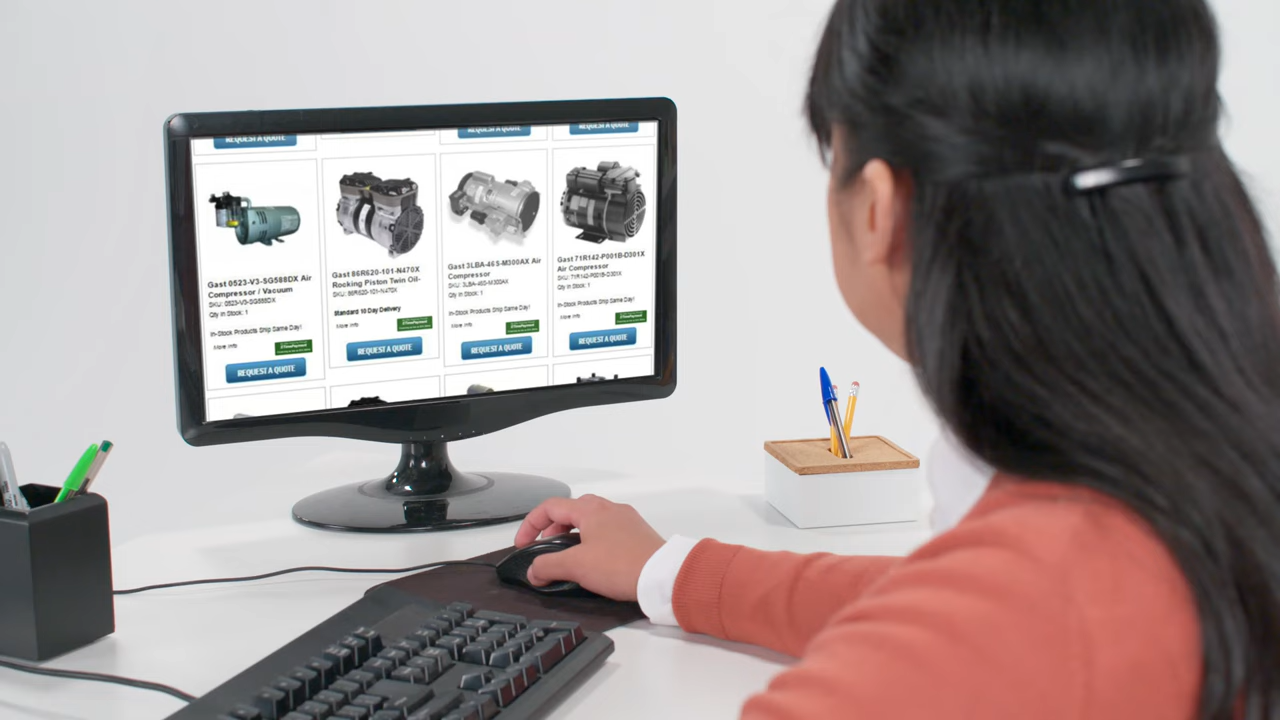 REQUEST A QUOTE
REQUEST A QUOTE
REQUEST A QUOTE
Gast 0523-V3-SG588DX Air
Compressor / Vacuum
SKU: 0523-V3-SG588DX
Qty in Stock: 1
In-Stock Products Ship Same Day!
More Info
REQUEST A QUOTE
Gast 86R620-101-N470X
Rocking Piston Twin Oil-
SKU: 86R620-101-N470X
Standard 10 Day Delivery
More Info
REQUEST A QUOTE
Gast 3LBA-46S-M300AX Air
Compressor
SKU: 3LBA-46S-M300AX
Qty in Stock: 1
In-Stock Products Ship Same Day!
More Info
REQUEST A QUOTE
Gast 71R142-P001B-D301X
Air Compressor
SKU: 71R142-P001B-D301X
Qty in Stock: 1
In-Stock Products Ship Same Day!
More Info
REQUEST A QUOTE